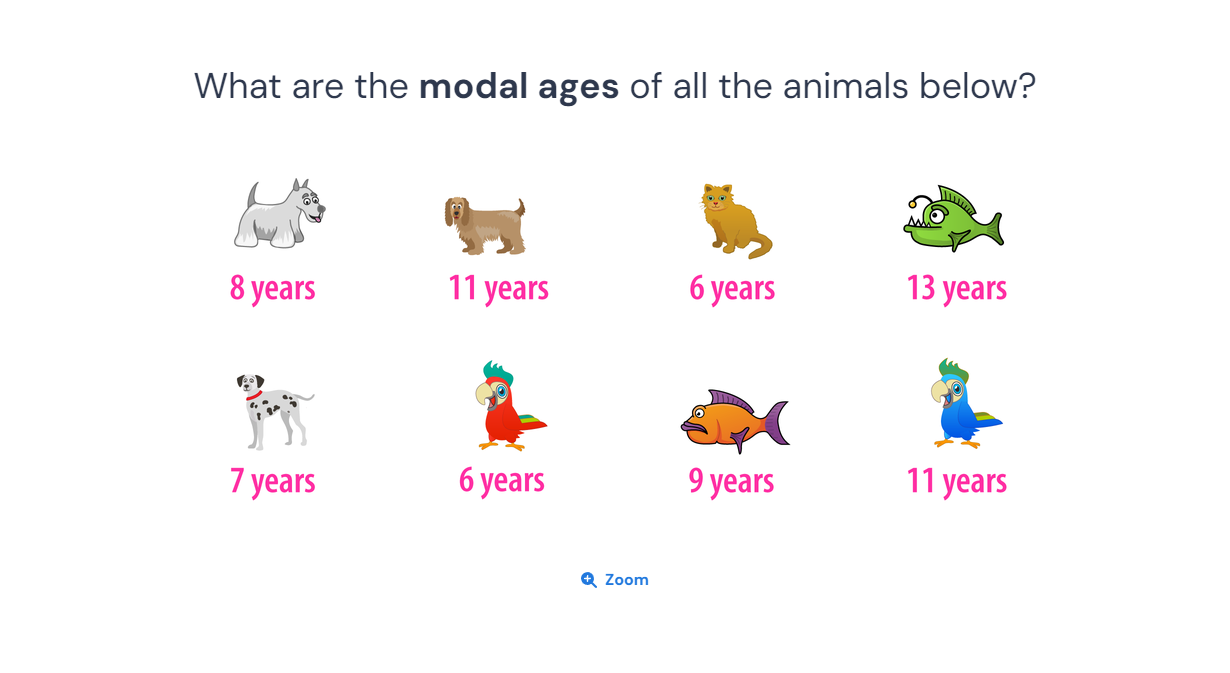 What are the modal ages of all the animals below?
8 years
11 years
6 years
13 years
7 years
6 years
9 years
11 years
Zoom